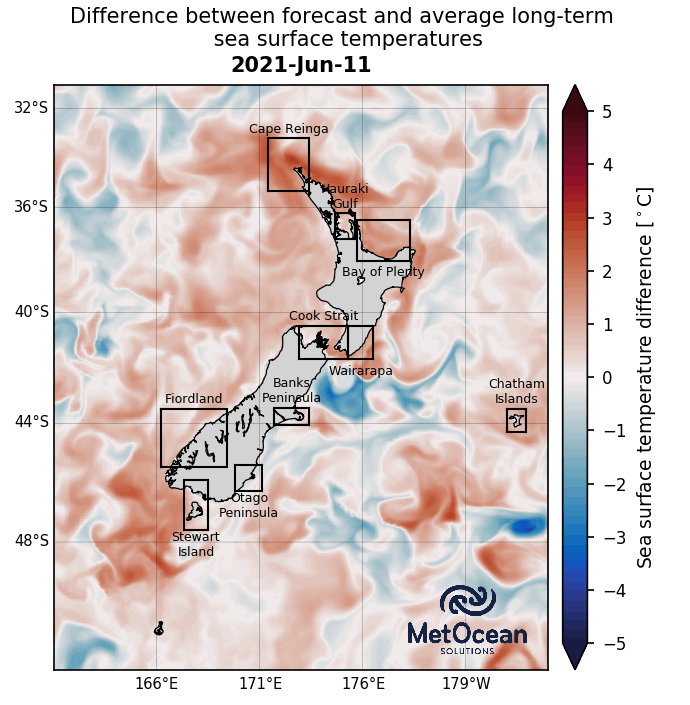 Difference between forecast and average long-term
sea surface temperatures
2021-Jun-11
32°S
36°S
40°S
44°S
48°S
166°E
171°E
176°E
179°W
Cape Reinga
Hauraki
Gulf
Bay of Plenty
Cook Strait
Wairarapa
Banks
Peninsula
Fiordland
Chatham
Islands
Otago
Peninsula
Stewart
Island
MetOcean
SOLUTIONS
5
4
3
2
1
0
−1
−2
−3
−4
−5
Sea surface temperature difference [°C]